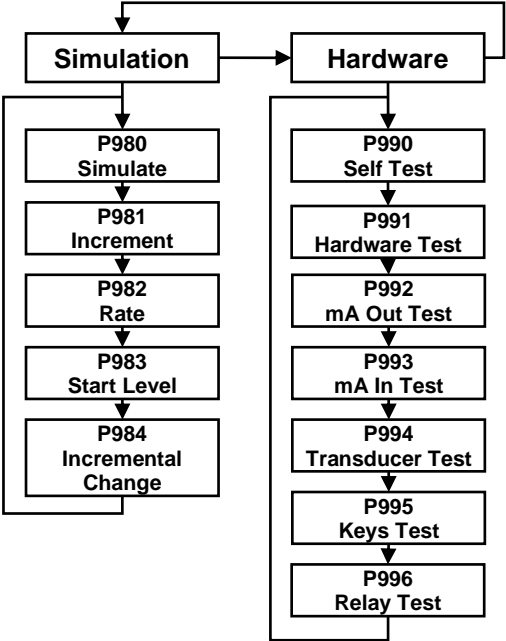 Simulation
Hardware
P980
Simulate
P981
Increment
P982
Rate
P983
Start Level
P984
Incremental
Change
P990
Self Test
P991
Hardware Test
P992
mA Out Test
P993
mA In Test
P994
Transducer Test
P995
Keys Test
P996
Relay Test